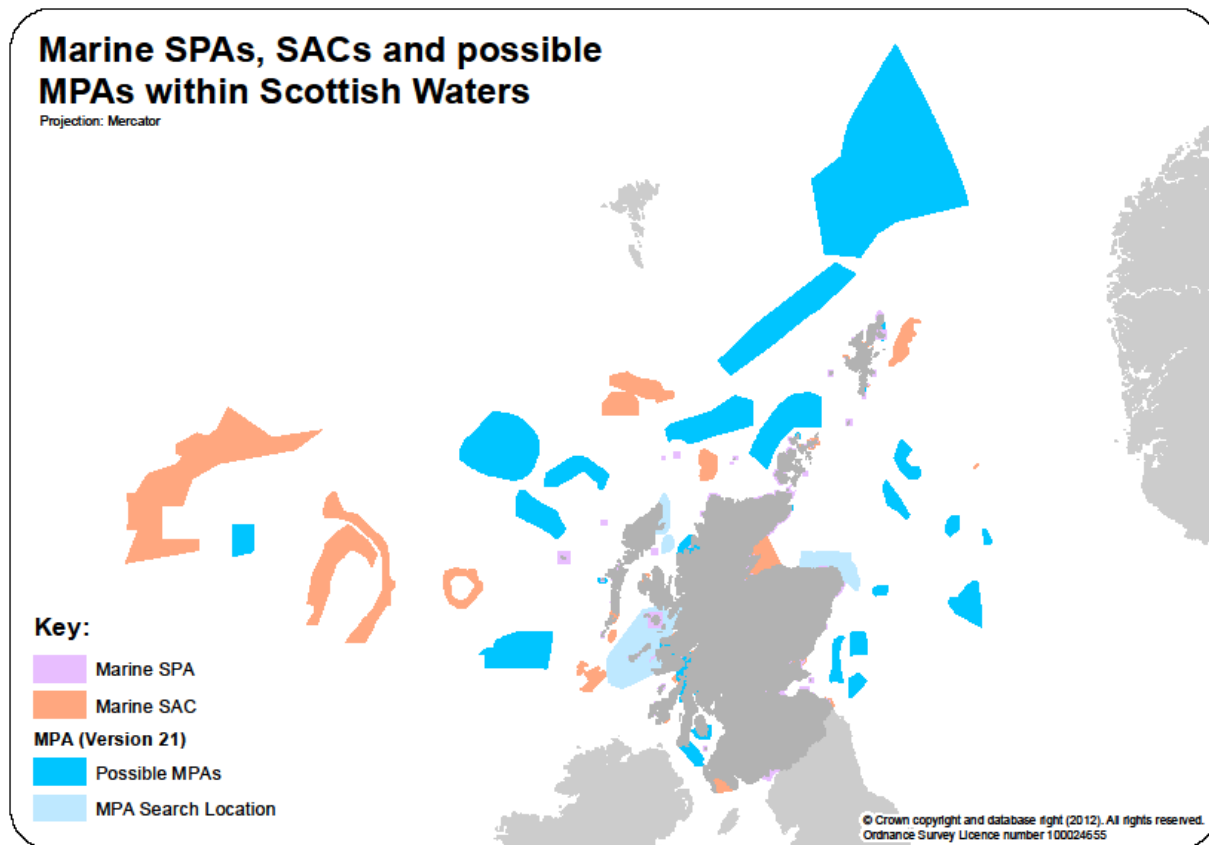 Marine SPAs, SACs and possible
MPAs within Scottish Waters
Projection: Mercator
Key:
Marine SPA
Marine SAC
MPA (Version 21)
Possible MPAs
MPA Search Location
© Crown copyright and database right (2012). All rights reserved.
Ordnance Survey Licence number 100024655